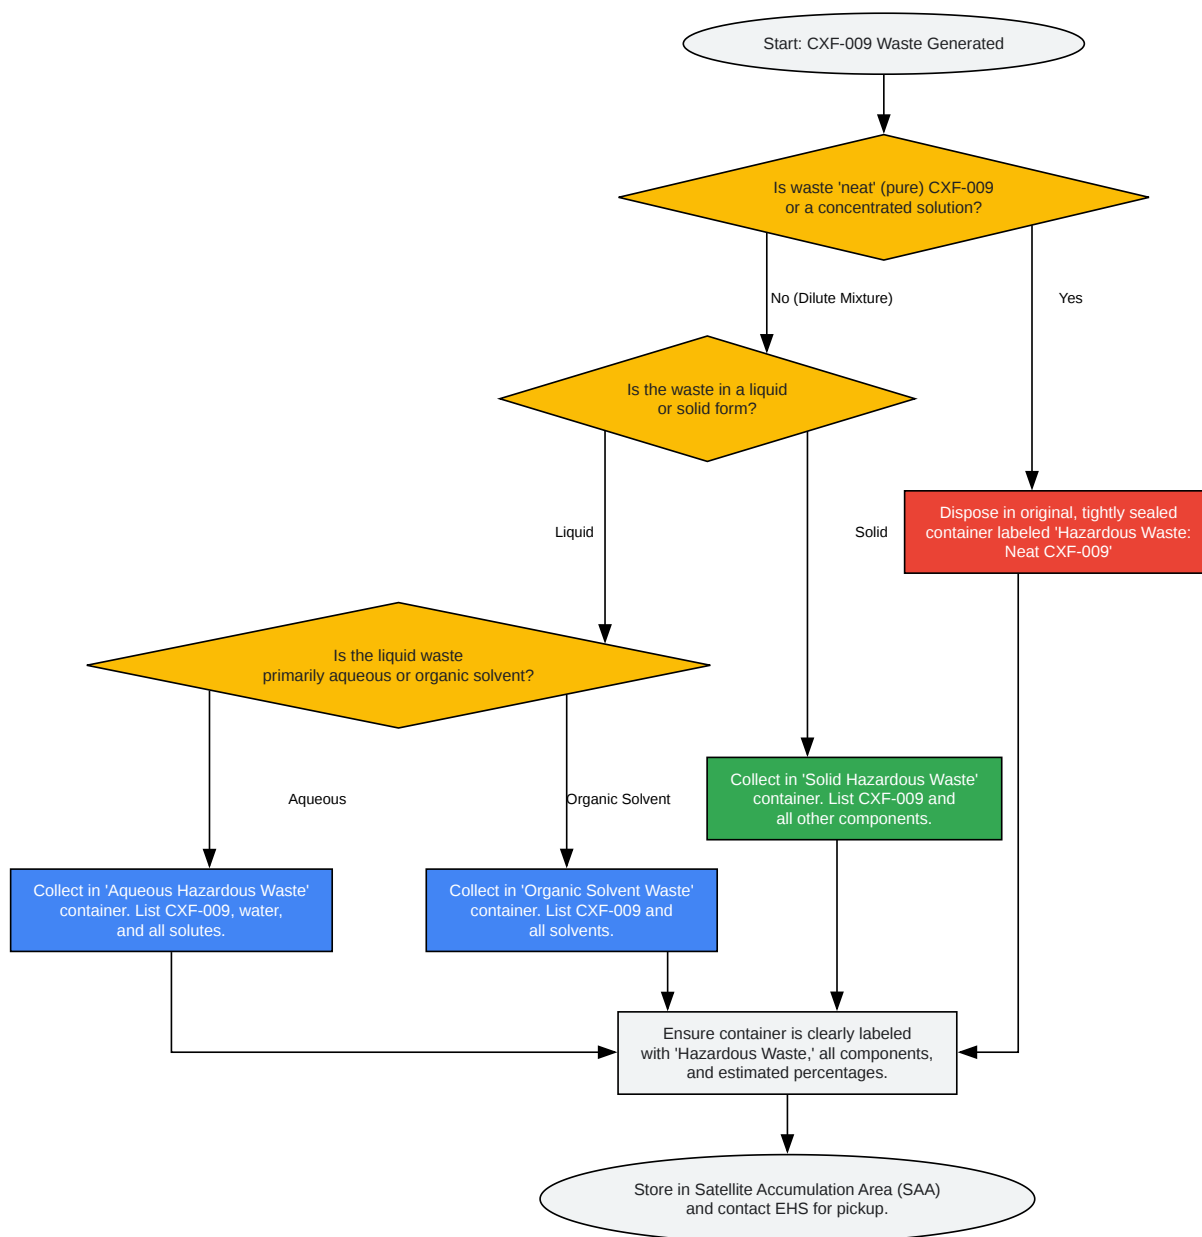 Start: CXF-009 Waste Generated
Is waste 'neat' (pure) CXF-009
or a concentrated solution?
No (Dilute Mixture)
Yes
Is the waste in a liquid
or solid form?
Liquid
Solid
Dispose in original, tightly sealed
container labeled 'Hazardous Waste:
Neat CXF-009'
Is the liquid waste
primarily aqueous or organic solvent?
Aqueous
Organic Solvent
Collect in 'Solid Hazardous Waste'
container. List CXF-009 and
all other components.
Collect in 'Aqueous Hazardous Waste'
container. List CXF-009, water,
and all solutes.
Collect in 'Organic Solvent Waste'
container. List CXF-009 and
all solvents.
Ensure container is clearly labeled
with 'Hazardous Waste,' all components,
and estimated percentages.
Store in Satellite Accumulation Area (SAA)
and contact EHS for pickup.